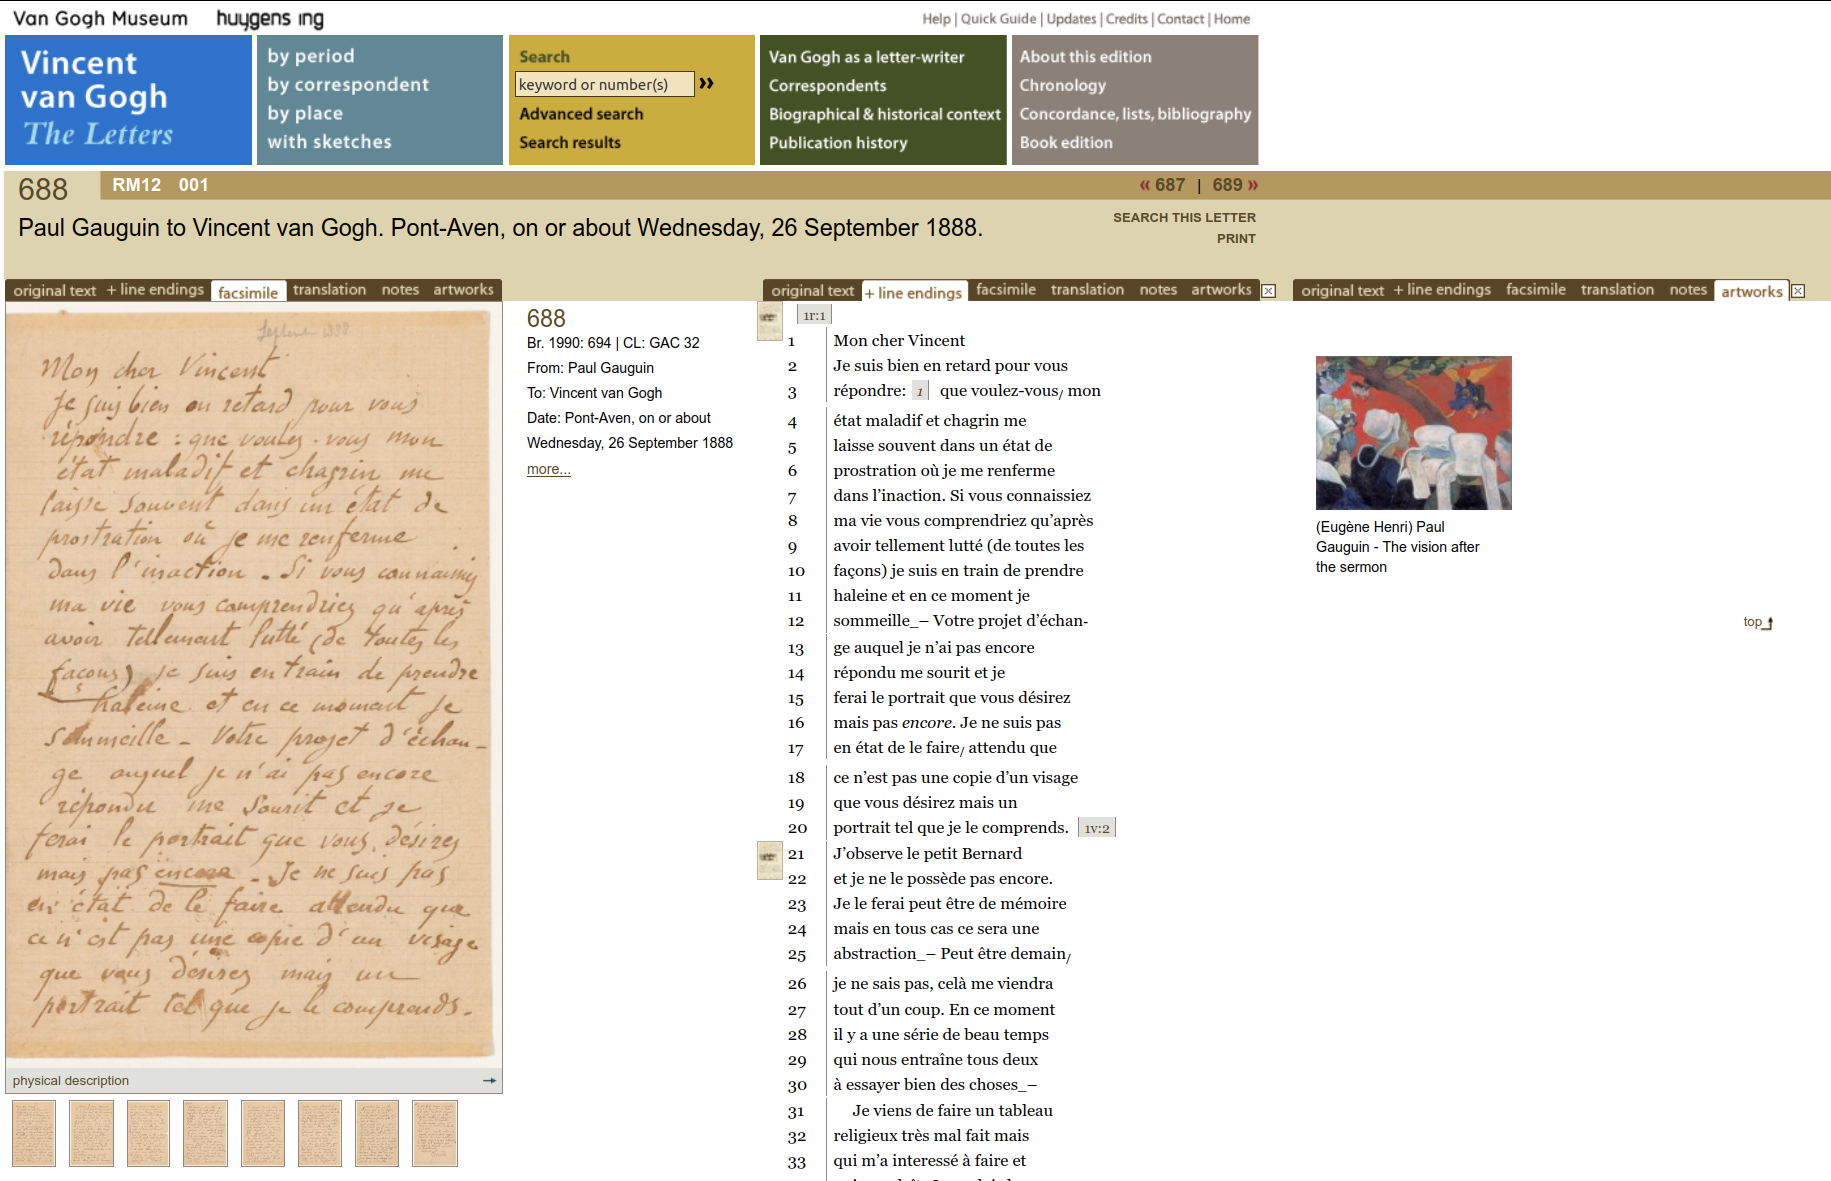 Van Gogh Museum huygens ing
Help | Quick Guide | Updates | Credits | Contact | Home
Vincent
van Gogh
The Letters
by period
by correspondent
by place
with sketches
Search
keyword or number(s) »
Advanced search
Search results
Van Gogh as a letter-writer
Correspondents
Biographical & historical context
Publication history
About this edition
Chronology
Concordance, lists, bibliography
Book edition
688 RM12 001 « 687 | 689 »
Paul Gauguin to Vincent van Gogh. Pont-Aven, on or about Wednesday, 26 September 1888.
SEARCH THIS LETTER
PRINT
original text + line endings facsimile translation notes artworks
Mon cher Vincent
Je suis bien en retard pour vous
répondre : que voulez-vous mon
état maladif et chagrin me
laisse souvent dans un état de
prostration où je me renferme
dans l'inaction. Si vous connaissiez
ma vie vous comprendriez qu'après
avoir tellement lutté (de toutes les
façons) je suis en train de prendre
haleine et en ce moment je
sommeille – Votre projet d'échan-
ge auquel je n'ai pas encore
répondu me sourit et je
ferai le portrait que vous désirez
mais pas encore. Je ne suis pas
en état de le faire attendu que
ce n'est pas une copie d'un visage
que vous désirez mais un
portrait tel que je le comprends.
physical description →
688
Br. 1990: 694 | CL: GAC 32
From: Paul Gauguin
To: Vincent van Gogh
Date: Pont-Aven, on or about
Wednesday, 26 September 1888
more...
original text + line endings facsimile translation notes artworks
1r:1
1 Mon cher Vincent
2 Je suis bien en retard pour vous
3 répondre: 1 que voulez-vous/ mon
4 état maladif et chagrin me
5 laisse souvent dans un état de
6 prostration où je me renferme
7 dans l’inaction. Si vous connaissiez
8 ma vie vous comprendriez qu’après
9 avoir tellement lutté (de toutes les
10 façons) je suis en train de prendre
11 haleine et en ce moment je
12 sommeille_– Votre projet d’échan-
13 ge auquel je n’ai pas encore
14 répondu me sourit et je
15 ferai le portrait que vous désirez
16 mais pas encore. Je ne suis pas
17 en état de le faire/ attendu que
18 ce n’est pas une copie d’un visage
19 que vous désirez mais un
20 portrait tel que je le comprends. 1v:2
21 J’observe le petit Bernard
22 et je ne le possède pas encore.
23 Je le ferai peut être de mémoire
24 mais en tous cas ce sera une
25 abstraction_– Peut être demain/
26 je ne sais pas, celà me viendra
27 tout d’un coup. En ce moment
28 il y a une série de beau temps
29 qui nous entraîne tous deux
30 à essayer bien des choses_–
31 Je viens de faire un tableau
32 religieux très mal fait mais
33 qui m’a interessé à faire et
original text + line endings facsimile translation notes artworks
(Eugène Henri) Paul
Gauguin - The vision after
the sermon
top